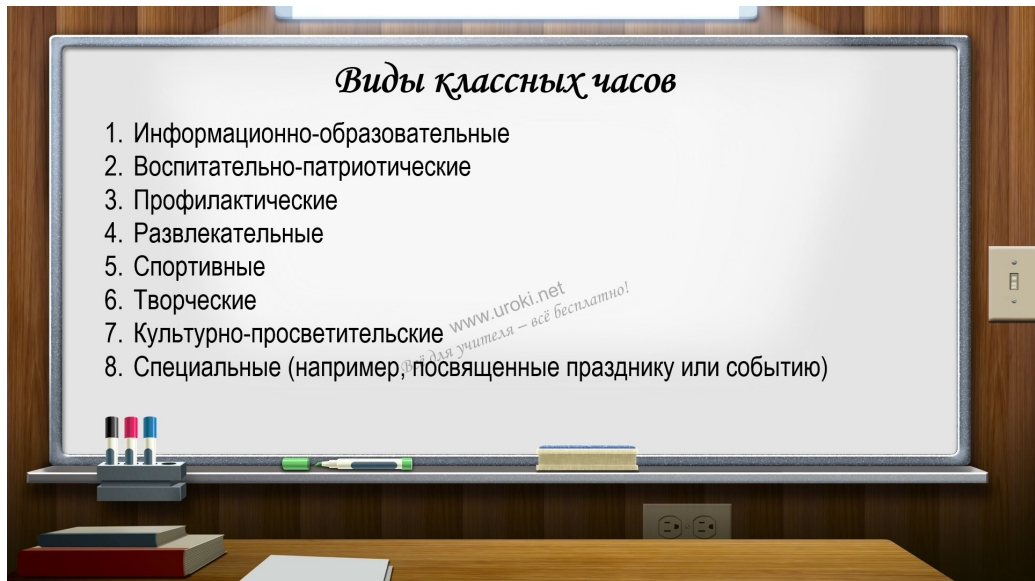 Виды классных часов
1. Информационно-образовательные
2. Воспитательно-патриотические
3. Профилактические
4. Развлекательные
5. Спортивные
6. Творческие
7. Культурно-просветительские
8. Специальные (например, посвященные празднику или событию)
www.uroki.net
Всё для учителя – всё бесплатно!